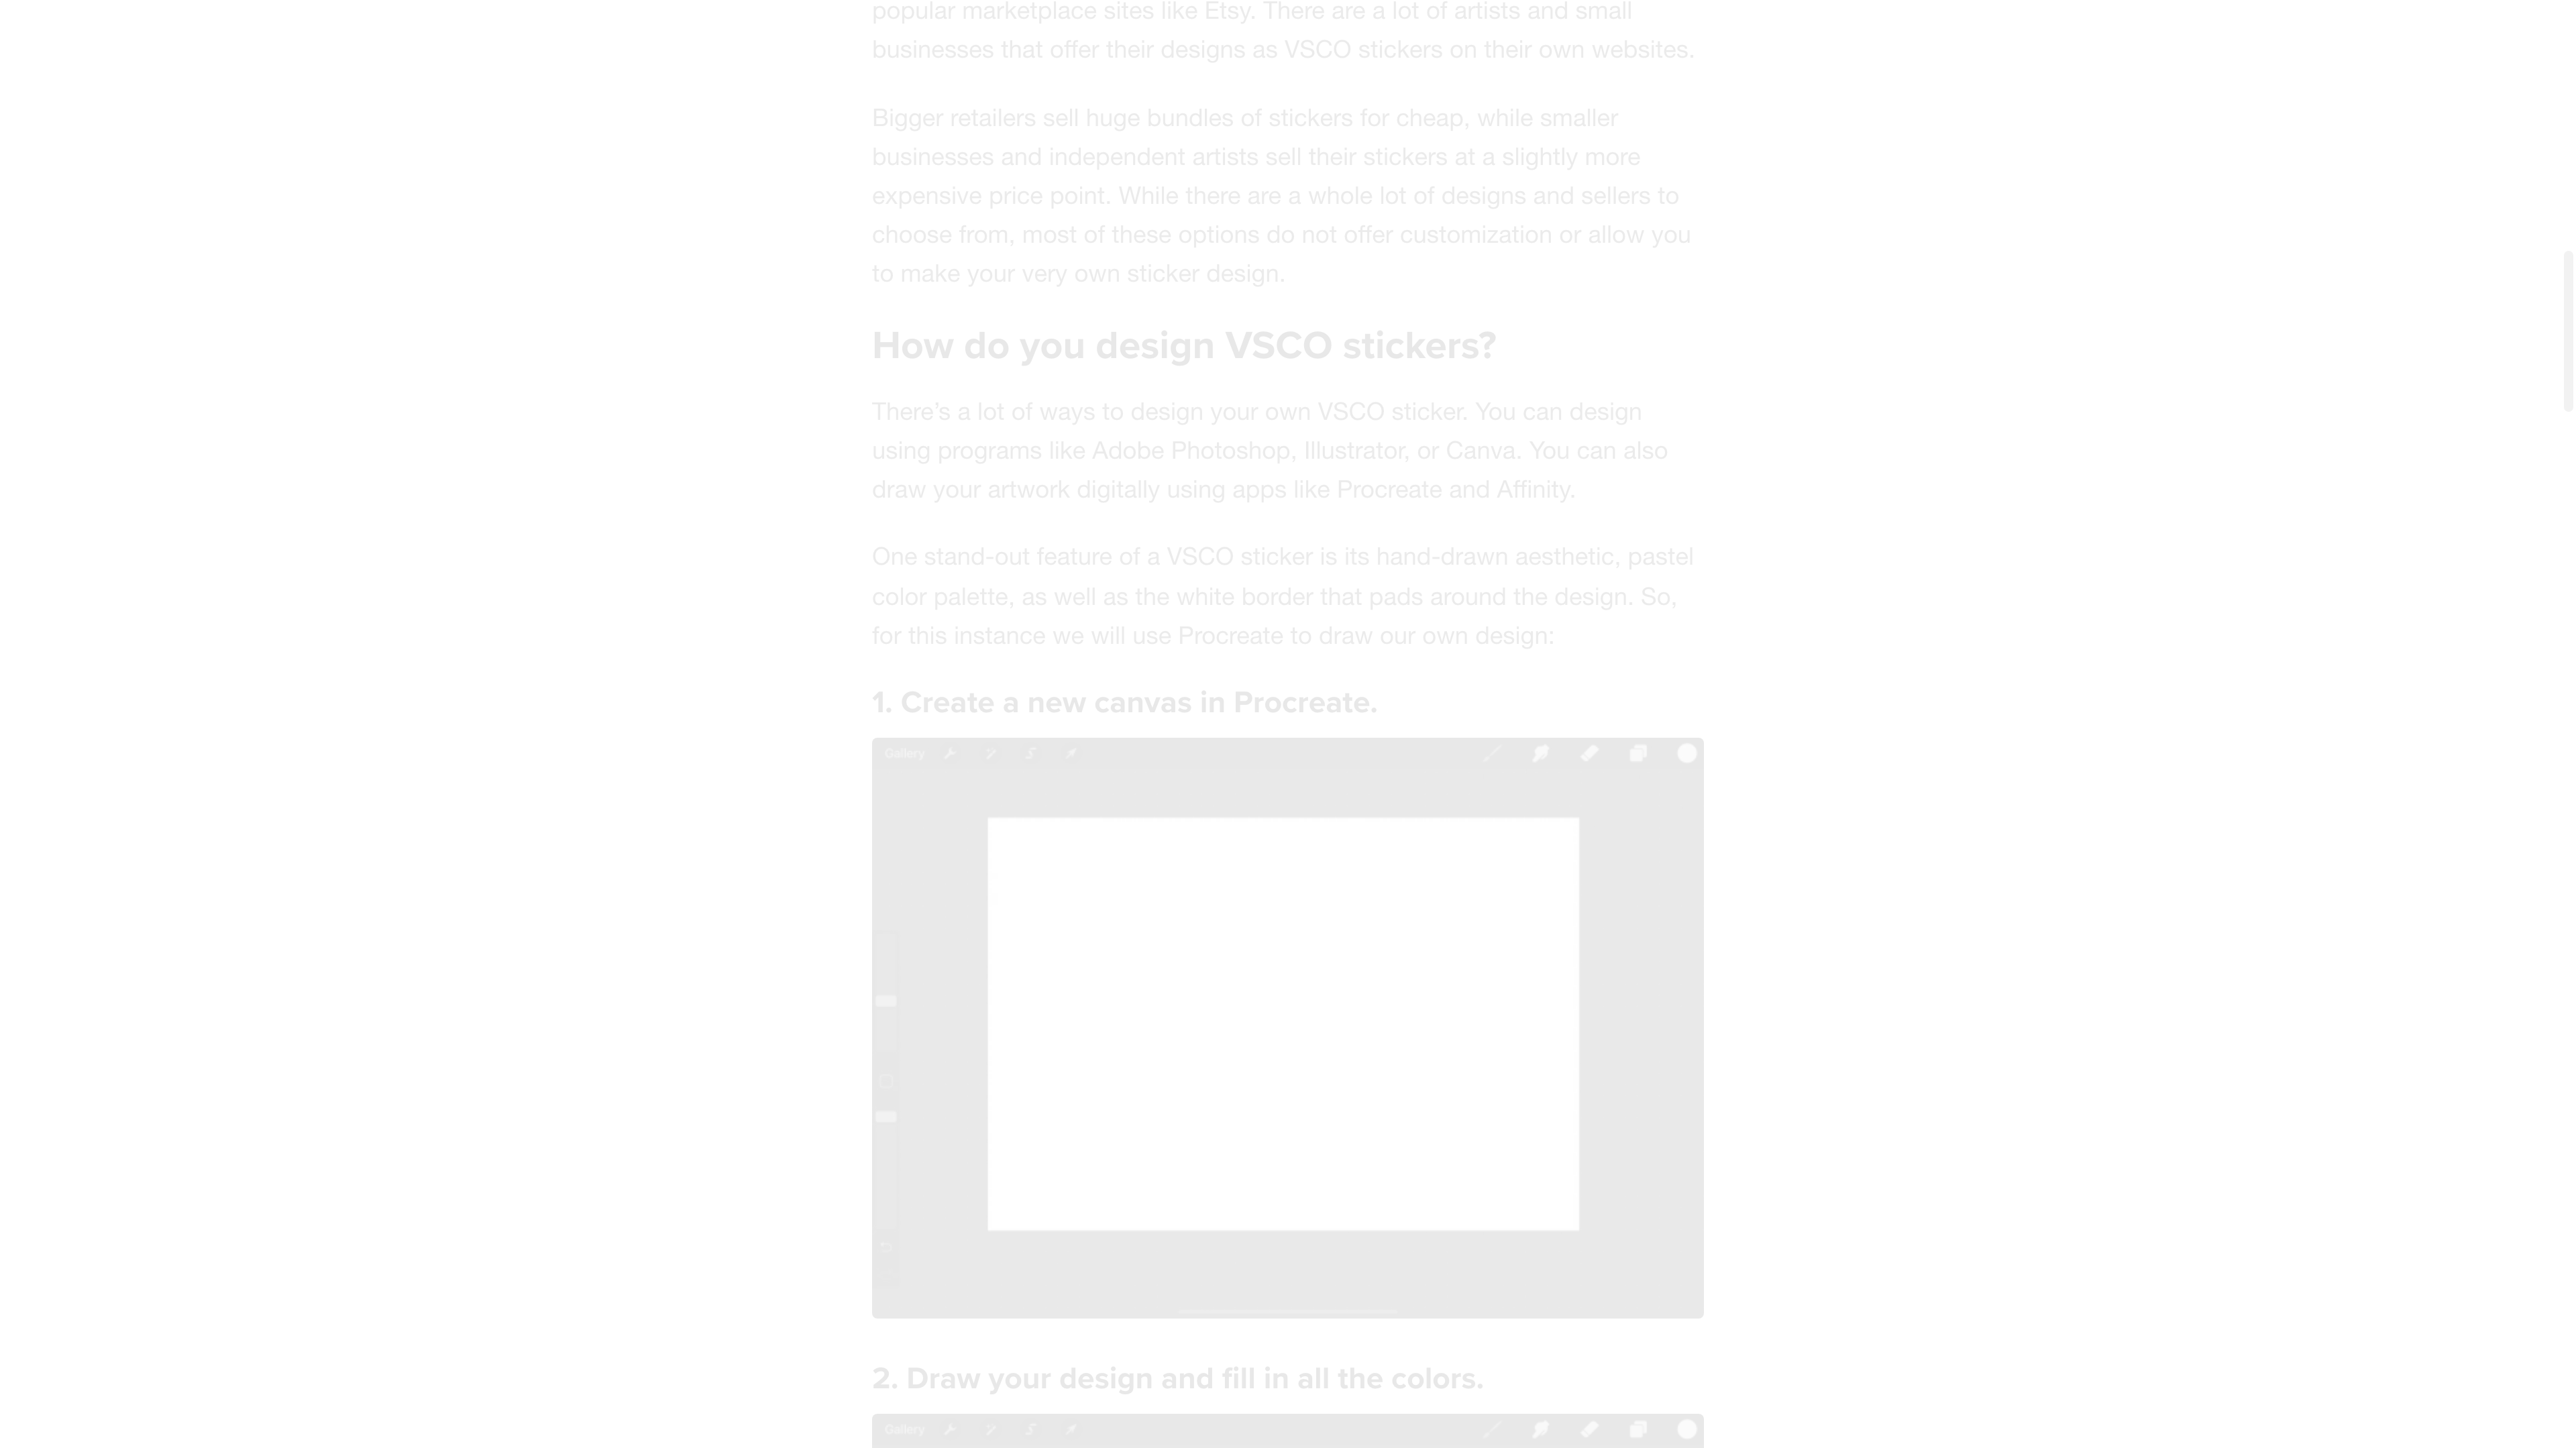 popular marketplace sites like Etsy. There are a lot of artists and small
businesses that offer their designs as VSCO stickers on their own websites.
Bigger retailers sell huge bundles of stickers for cheap, while smaller
businesses and independent artists sell their stickers at a slightly more
expensive price point. While there are a whole lot of designs and sellers to
choose from, most of these options do not offer customization or allow you
to make your very own sticker design.
How do you design VSCO stickers?
There’s a lot of ways to design your own VSCO sticker. You can design
using programs like Adobe Photoshop, Illustrator, or Canva. You can also
draw your artwork digitally using apps like Procreate and Affinity.
One stand-out feature of a VSCO sticker is its hand-drawn aesthetic, pastel
color palette, as well as the white border that pads around the design. So,
for this instance we will use Procreate to draw our own design:
1. Create a new canvas in Procreate.
Gallery
2. Draw your design and fill in all the colors.
Gallery